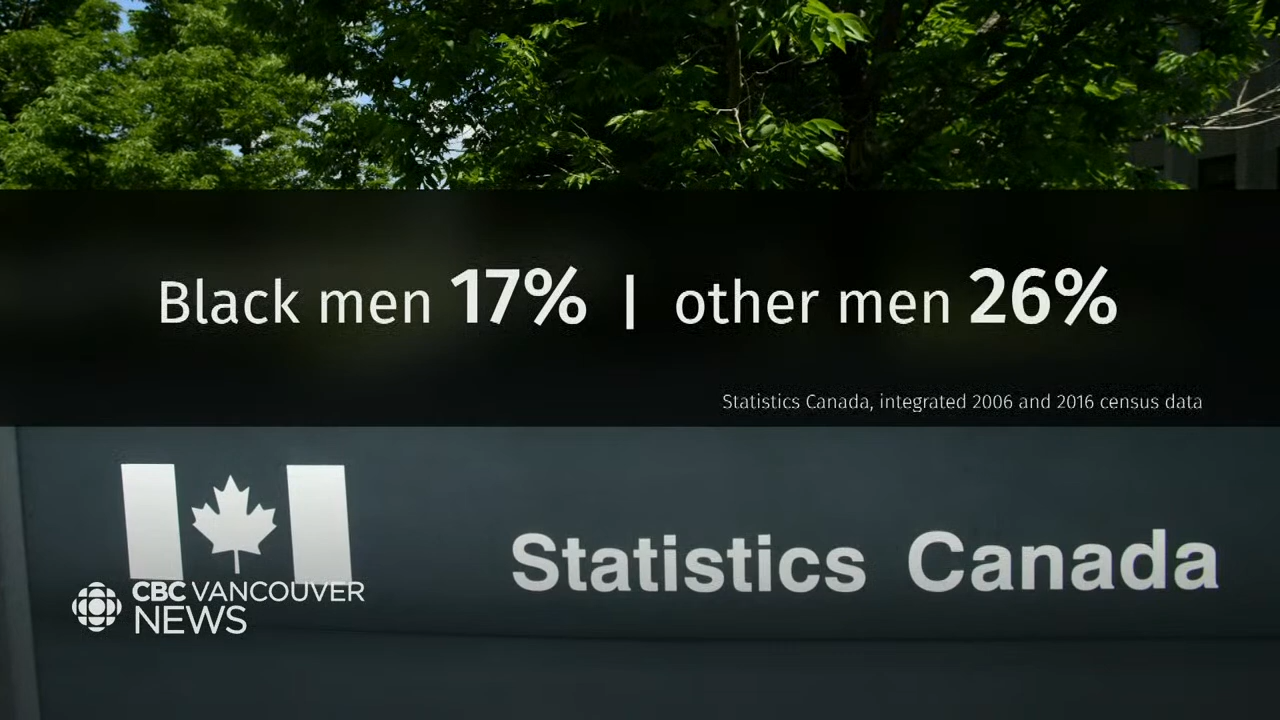 Black men 17% | other men 26%
Statistics Canada, integrated 2006 and 2016 census data
Statistics Canada
CBC VANCOUVER
NEWS